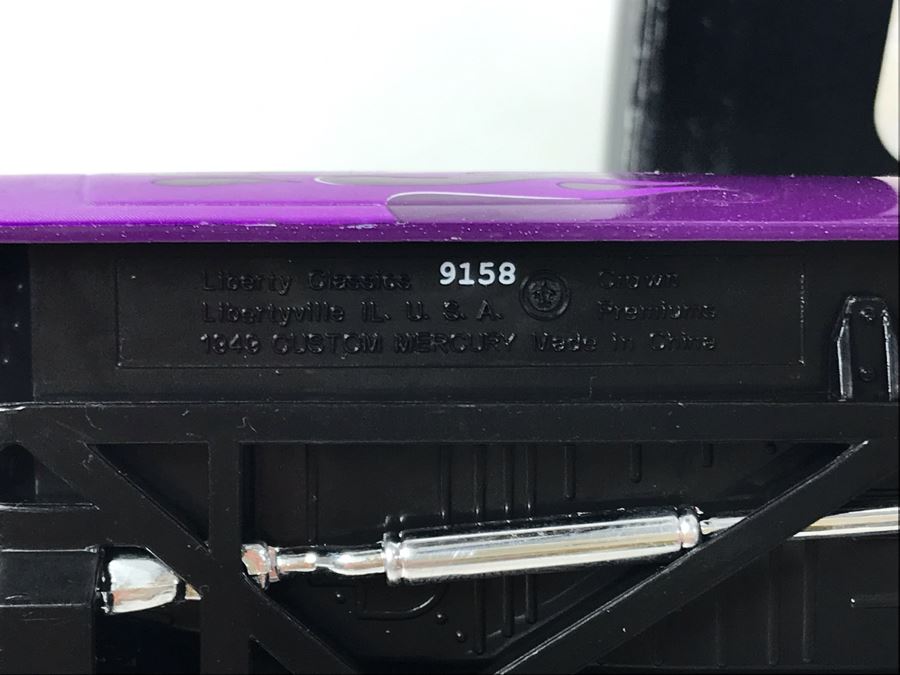 Liberty Classics 9158 Crown
Libertyville IL. U. S. A. Premiums
1949 CUSTOM MERCURY Made in China